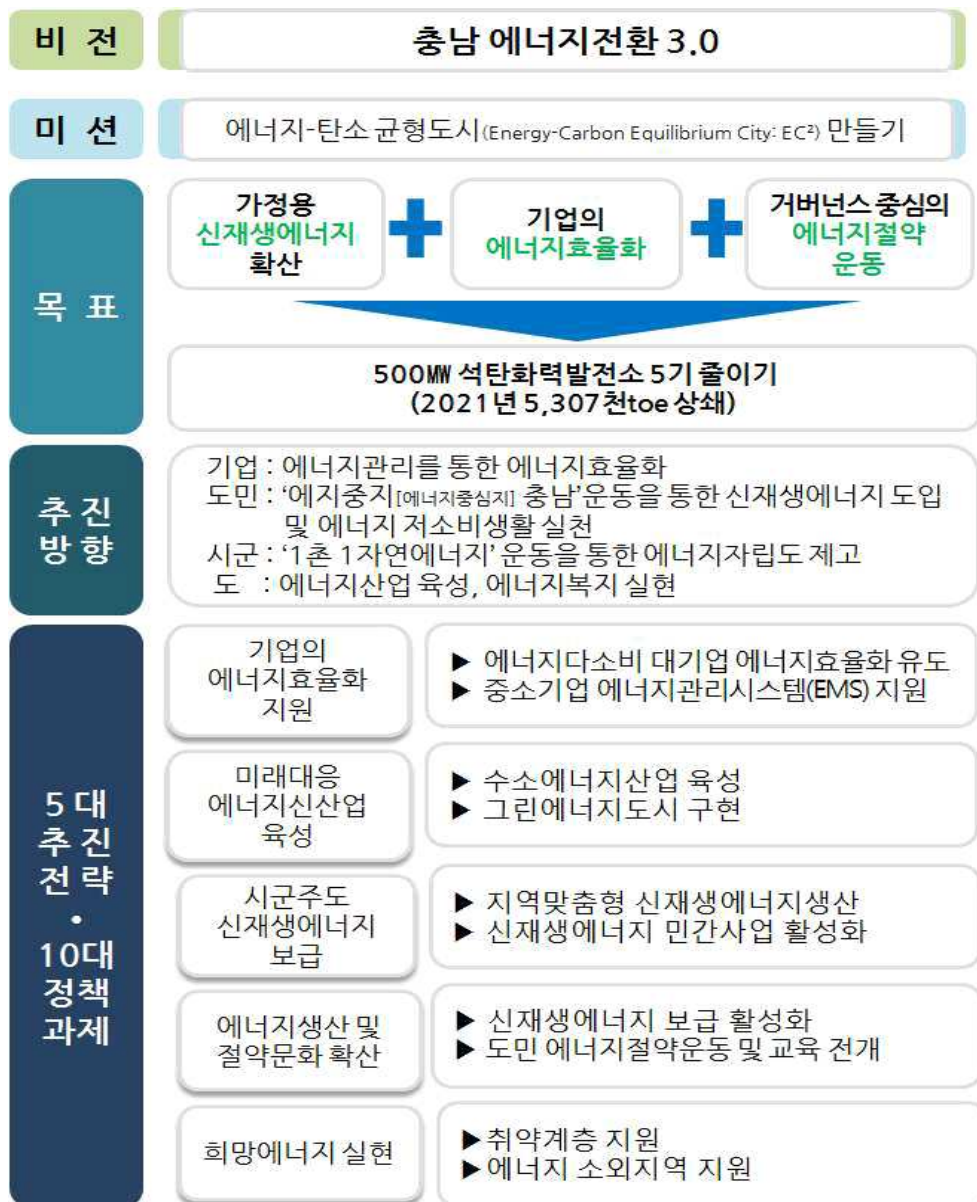 비 전
충남 에너지전환 3.0
미 션
에너지-탄소 균형도시(Energy-Carbon Equilibrium City: EC²) 만들기
목 표
가정용
신재생에너지
확산
기업의
에너지효율화
거버넌스 중심의
에너지절약
운동
500㎿ 석탄화력발전소 5기 줄이기
(2021년 5,307천toe 상쇄)
추 진
방 향
기업 : 에너지관리를 통한 에너지효율화
도민 : ‘에지중지[에너지중심지] 충남’운동을 통한 신재생에너지 도입
및 에너지 저소비생활 실천
시군 : ‘1촌 1자연에너지’ 운동을 통한 에너지자립도 제고
도 : 에너지산업 육성, 에너지복지 실현
5 대
추 진
전 략
•
10대
정책
과제
기업의
에너지효율화
지원
▶ 에너지다소비 대기업 에너지효율화 유도
▶ 중소기업 에너지관리시스템(EMS) 지원
미래대응
에너지신산업
육성
▶ 수소에너지산업 육성
▶ 그린에너지도시 구현
시군주도
신재생에너지
보급
▶ 지역맞춤형 신재생에너지생산
▶ 신재생에너지 민간사업 활성화
에너지생산 및
절약문화 확산
▶ 신재생에너지 보급 활성화
▶ 도민 에너지절약운동 및 교육 전개
희망에너지 실현
▶취약계층 지원
▶에너지 소외지역 지원